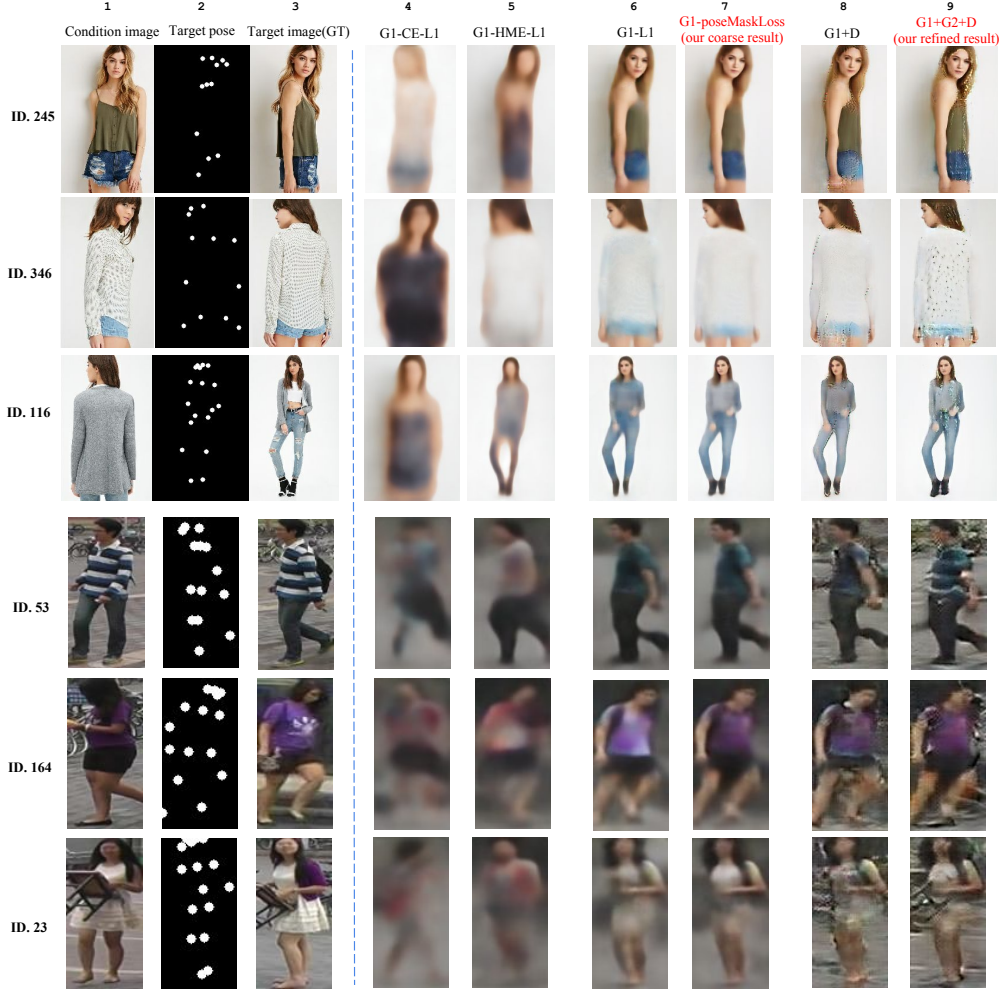 1 2 3 4 5 6 7 8 9
Condition image Target pose Target image(GT) G1-CE-L1 G1-HME-L1 G1-L1 G1-poseMaskLoss (our coarse result) G1+D G1+G2+D (our refined result)
ID. 245
ID. 346
ID. 116
ID. 53
ID. 164
ID. 23